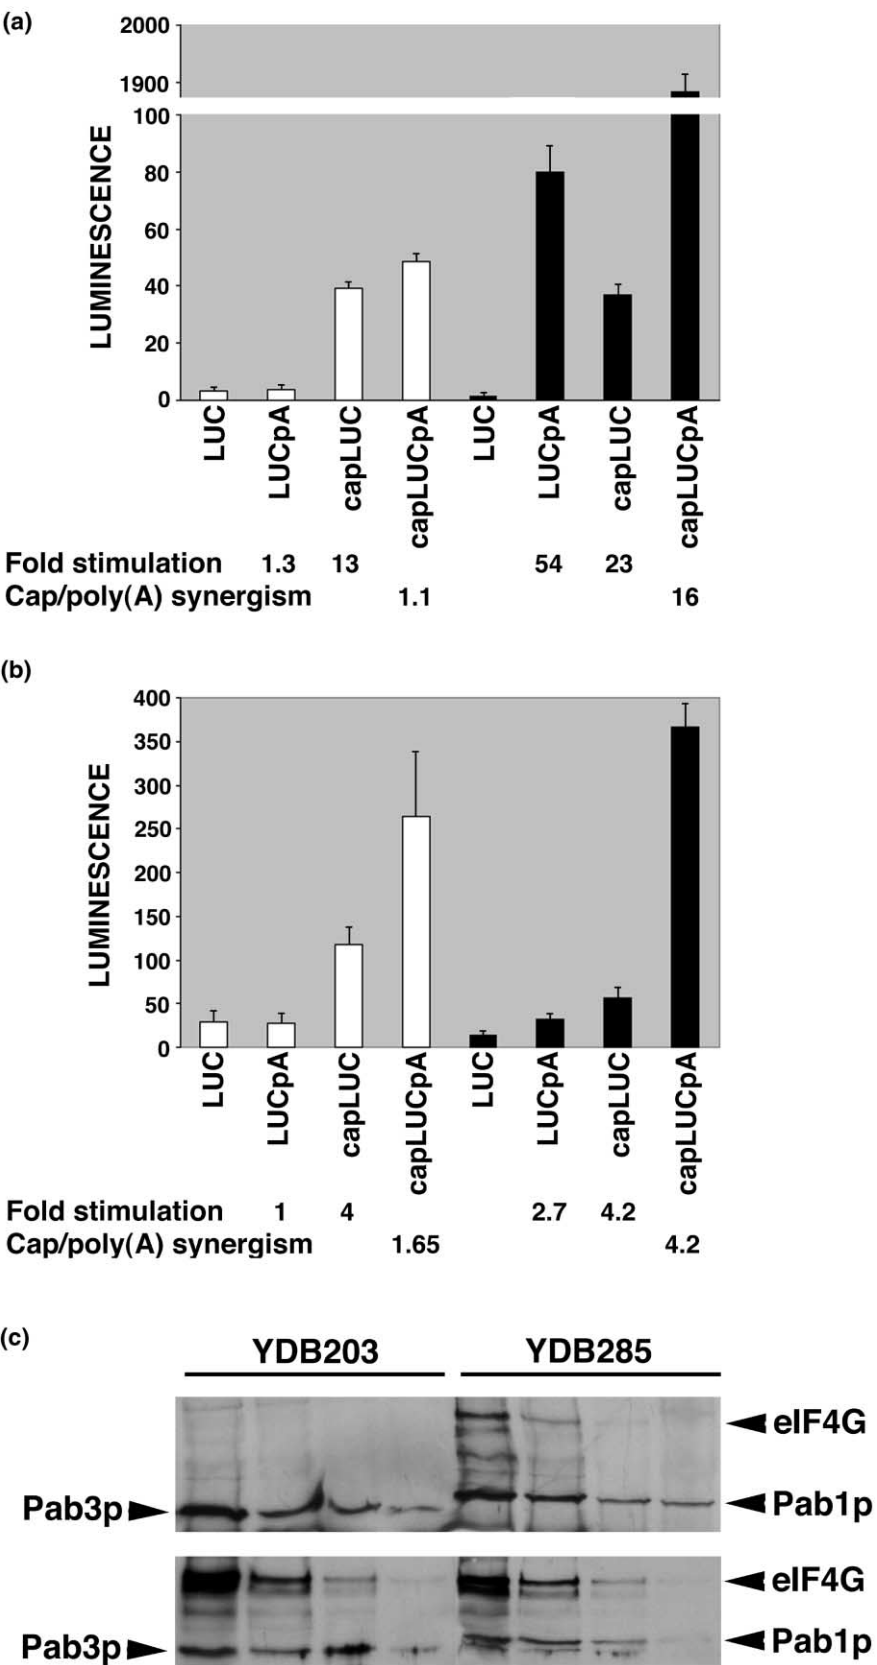 (a)
2000
1900
100
80
60
40
20
0
LUMINESCENCE
LUC
LUCpA
capLUC
capLUCpA
LUC
LUCpA
capLUC
capLUCpA
Fold stimulation 1.3 13 54 23
Cap/poly(A) synergism 1.1 16
(b)
400
350
300
250
200
150
100
50
0
LUMINESCENCE
LUC
LUCpA
capLUC
capLUCpA
LUC
LUCpA
capLUC
capLUCpA
Fold stimulation 1 4 2.7 4.2
Cap/poly(A) synergism 1.65 4.2
(c)
YDB203 YDB285
eIF4G
Pab3p Pab1p
eIF4G
Pab3p Pab1p